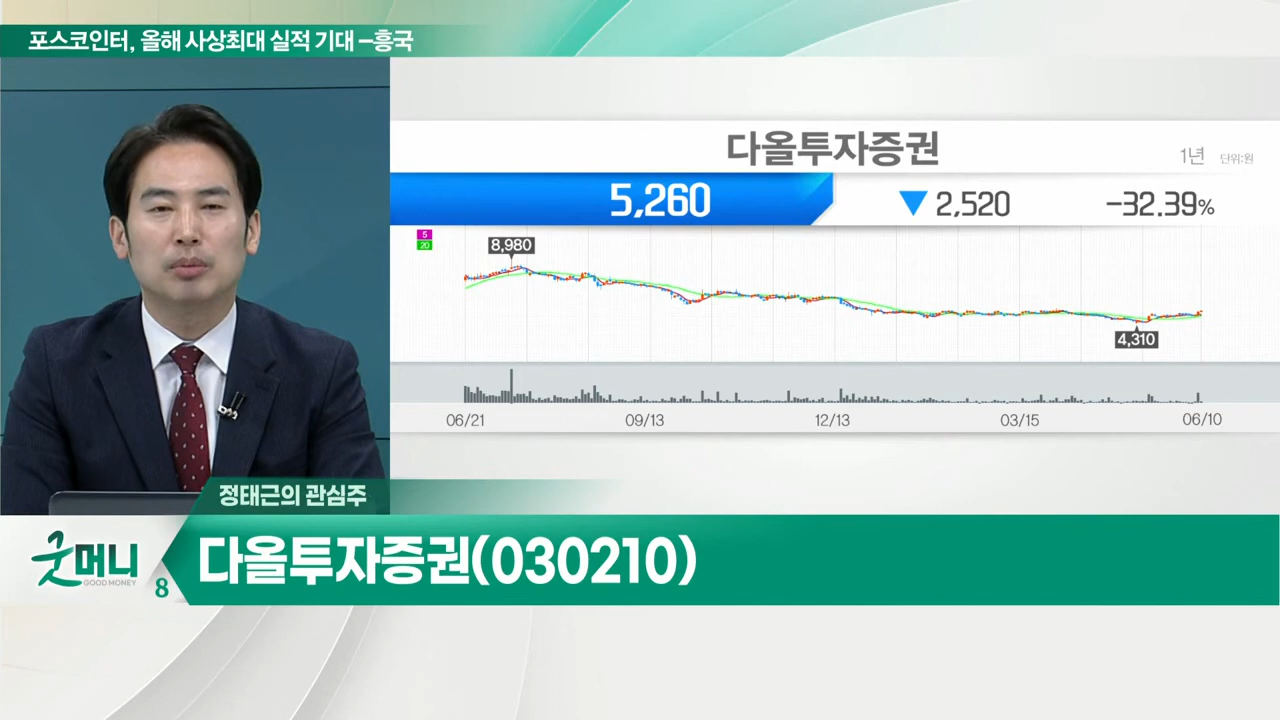 포스코인터, 올해 사상최대 실적 기대 –흥국
다올투자증권
1년 단위:원
5,260 ▼ 2,520 -32.39%
5
20
8,980
4,310
06/21 09/13 12/13 03/15 06/10
정태근의 관심주
굿머니
GOOD MONEY
8
다올투자증권(030210)